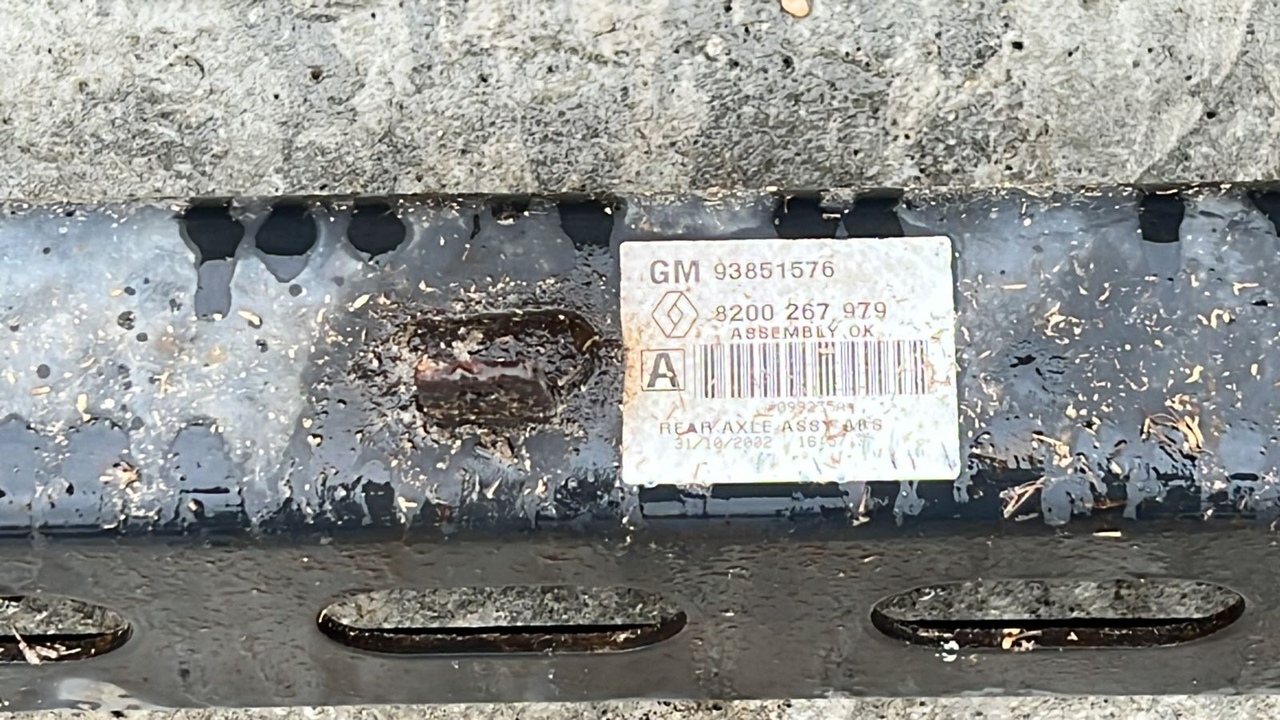 GM 93851576
8200 267 979
ASSEMBLY OK
A
REAR AXLE ASSY ABS
31/10/2002